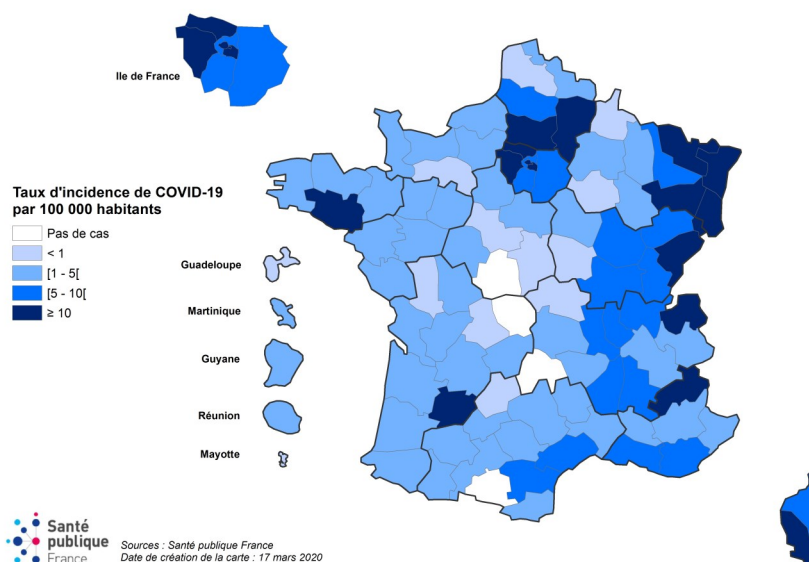 Ile de France
Taux d'incidence de COVID-19
par 100 000 habitants
Pas de cas
< 1
[1 - 5[
[5 - 10[
≥ 10
Guadeloupe
Martinique
Guyane
Réunion
Mayotte
Santé
publique
France
Sources : Santé publique France
Date de création de la carte : 17 mars 2020